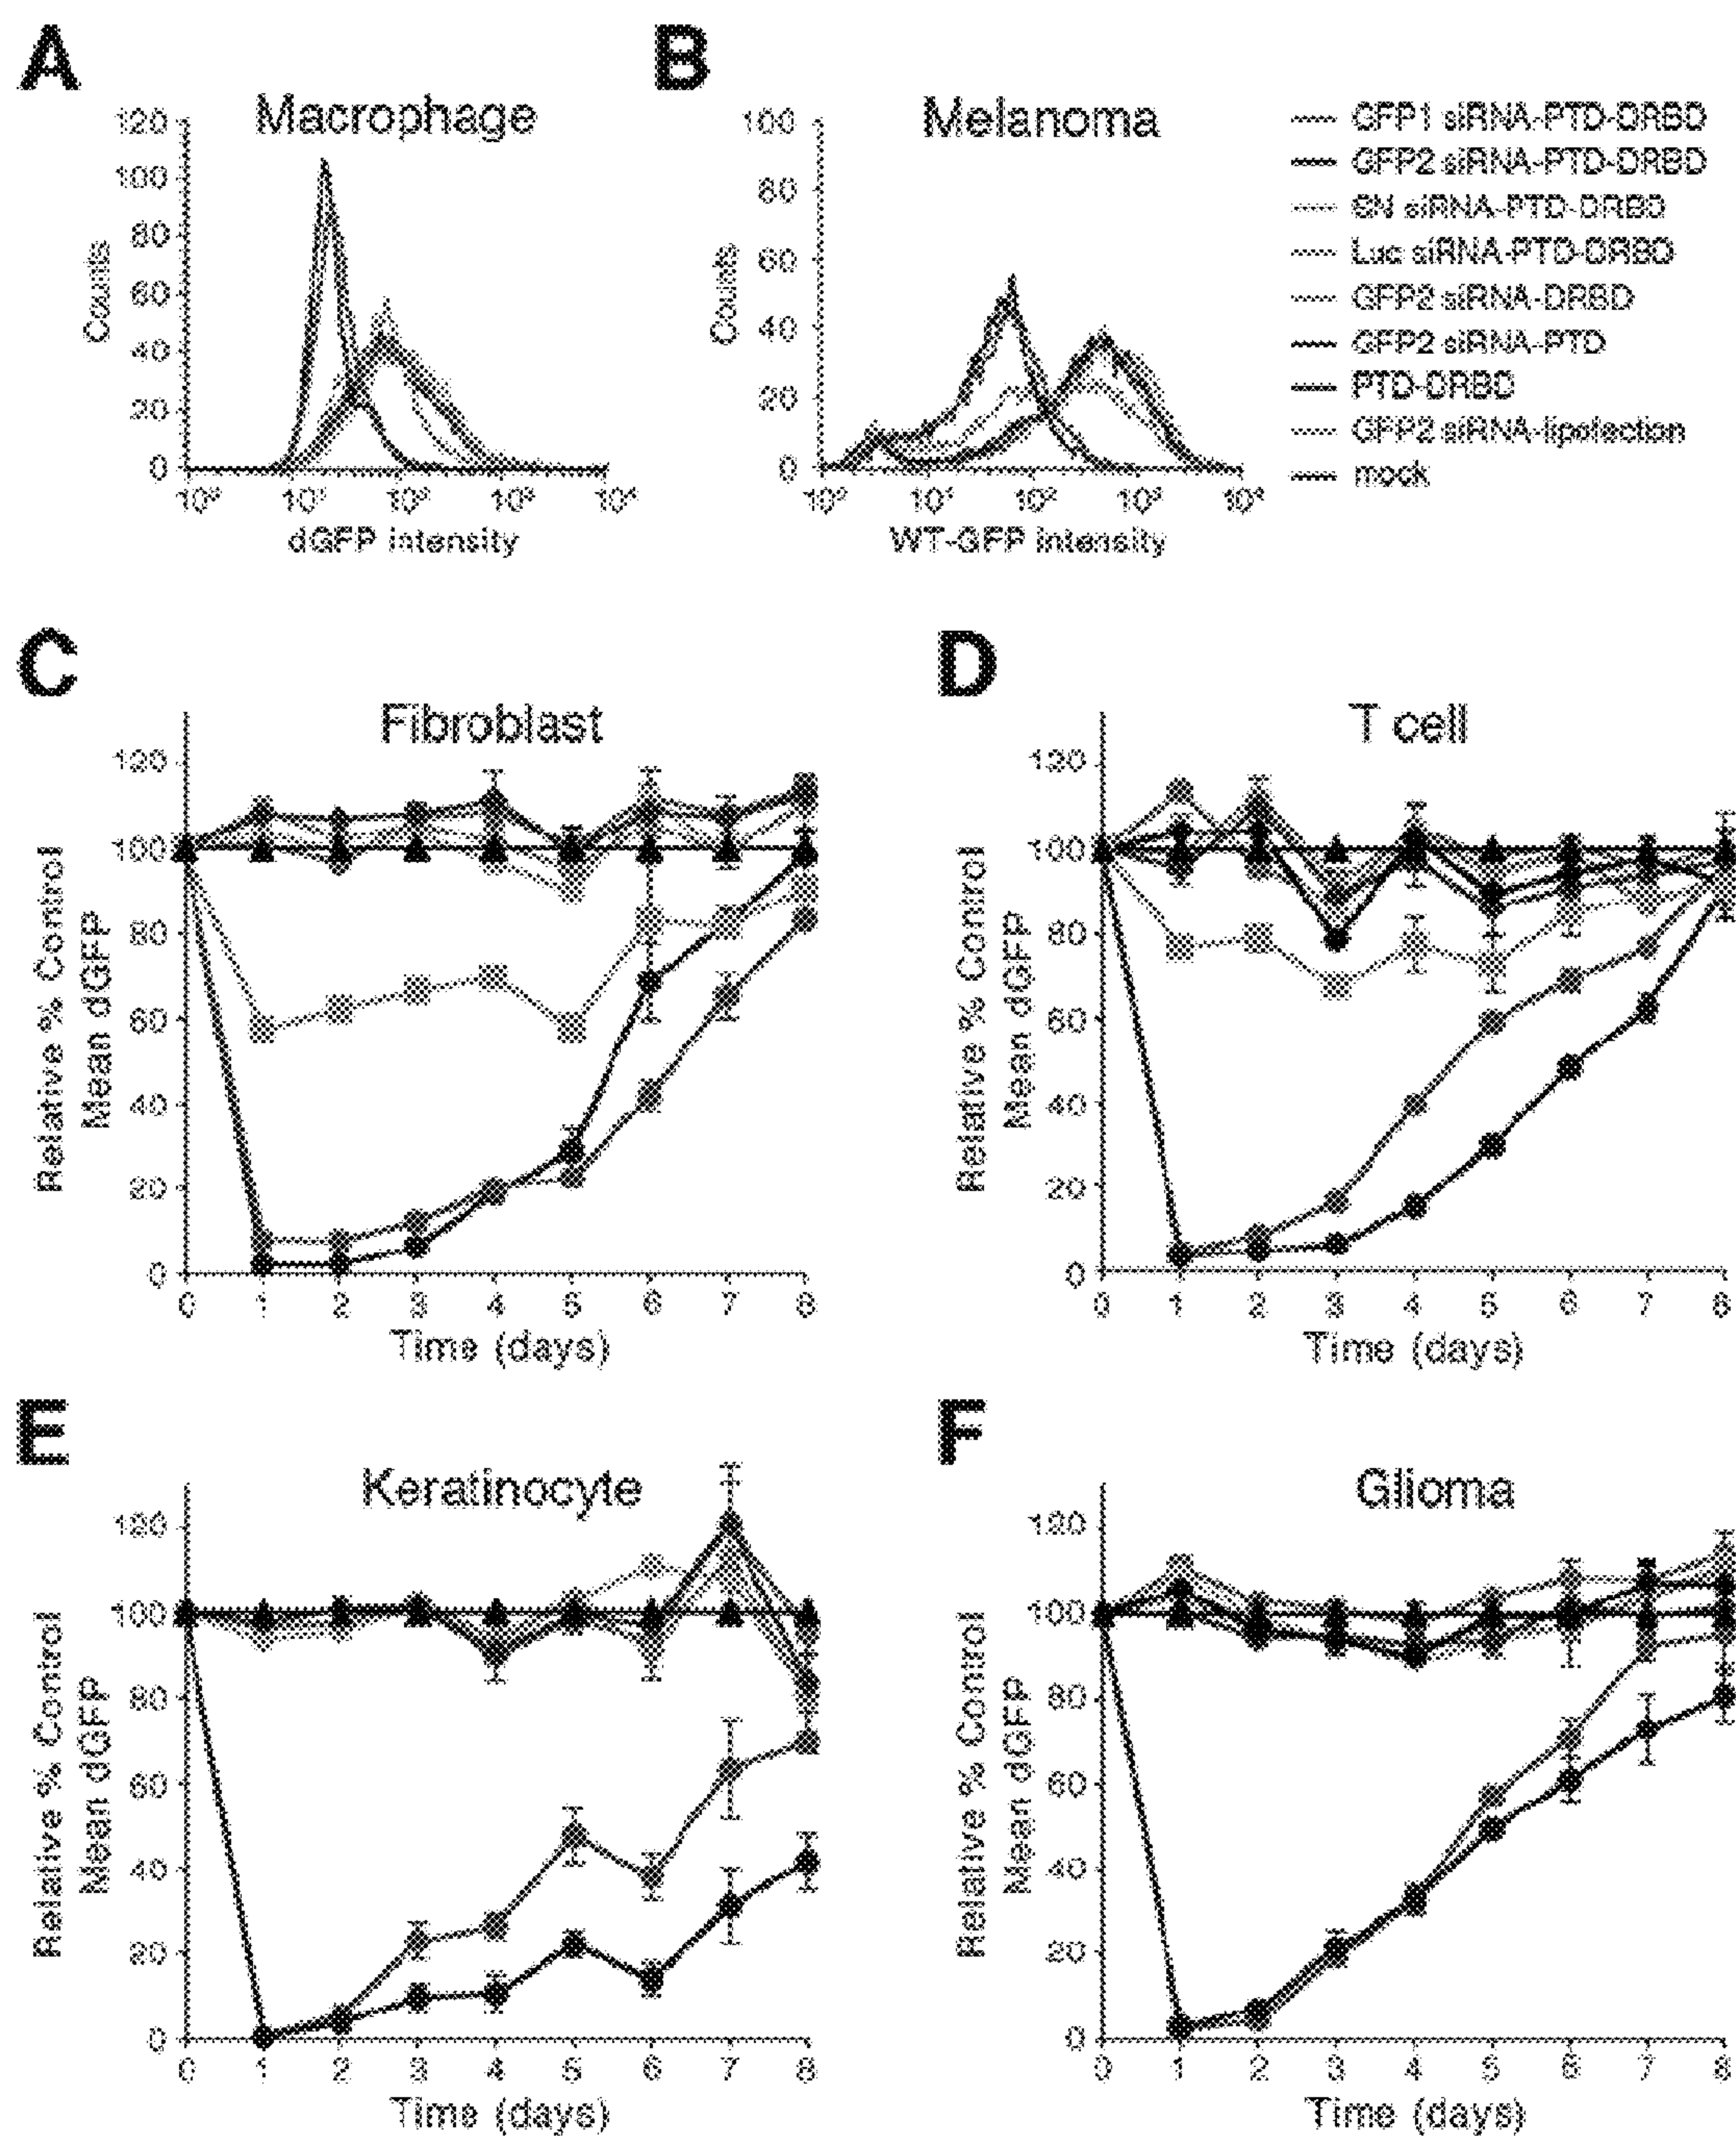 A
B
Macrophage
Melanoma
120
100
80
60
40
20
0
Counts
10⁰ 10¹ 10² 10³ 10⁴
dGFP intensity
100
80
60
40
20
0
Counts
10⁰ 10¹ 10² 10³ 10⁴
WT-GFP intensity
GFP1 siRNA-PTD-DRBD
GFP2 siRNA-PTD-DRBD
siRNA-PTD-DRBD
Luc siRNA-PTD-DRBD
GFP2 siRNA-DRBD
GFP2 siRNA-PTD
PTD-DRBD
GFP2 siRNA-lipofection
mock
C
Fibroblast
120
100
80
60
40
20
0
Relative % Control
Mean dGFP
0 1 2 3 4 5 6 7 8
Time (days)
D
T cell
120
100
80
60
40
20
0
Relative % Control
Mean dGFP
0 1 2 3 4 5 6 7 8
Time (days)
E
Keratinocyte
120
100
80
60
40
20
0
Relative % Control
Mean dGFP
0 1 2 3 4 5 6 7 8
Time (days)
F
Glioma
120
100
80
60
40
20
0
Relative % Control
Mean dGFP
0 1 2 3 4 5 6 7 8
Time (days)